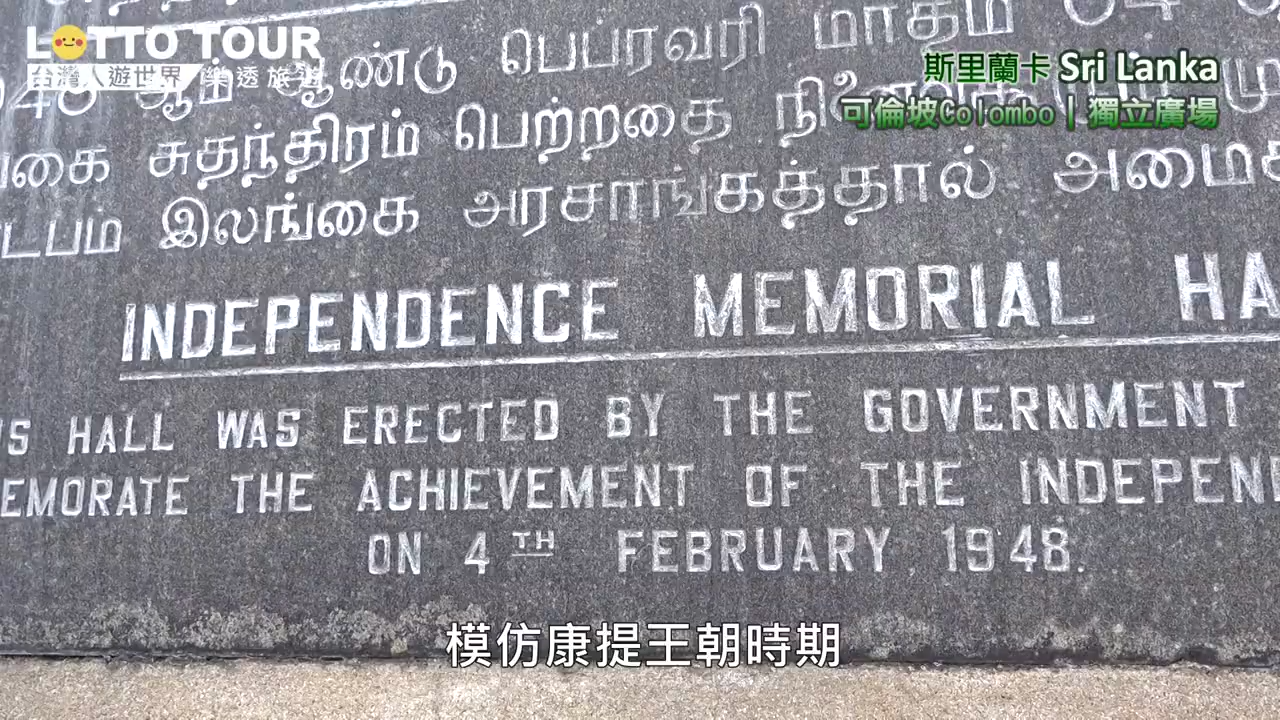 LOTTO TOUR
台灣人遊世界 樂透旅遊
斯里蘭卡 Sri Lanka
可倫坡Colombo｜獨立廣場
ஆண்டு பெப்ரவரி மாதம்
சுதந்திரம் பெற்றதை
இலங்கை அரசாங்கத்தால்
INDEPENDENCE MEMORIAL HA
HALL WAS ERECTED BY THE GOVERNMENT
EMORATE THE ACHIEVEMENT OF THE INDEPEN
ON 4TH FEBRUARY 1948.
模仿康提王朝時期